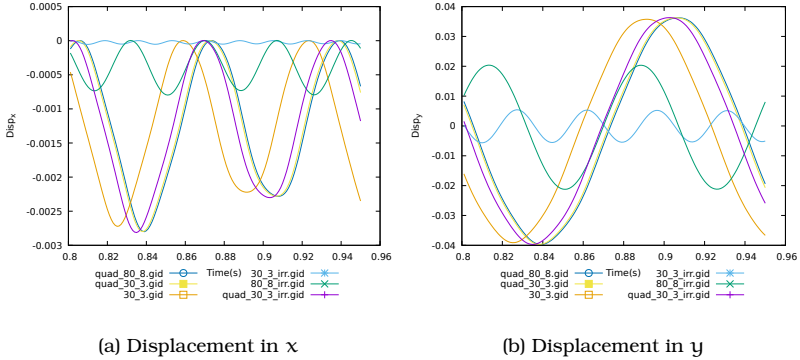 0.0005
0
-0.0005
-0.001
-0.0015
-0.002
-0.0025
-0.003
Dispx
0.8 0.82 0.84 0.86 0.88 0.9 0.92 0.94 0.96
Time(s)
quad_80_8.gid 30_3_irr.gid
quad_30_3.gid 80_8_irr.gid
30_3.gid quad_30_3_irr.gid
(a) Displacement in x
0.04
0.03
0.02
0.01
0
-0.01
-0.02
-0.03
-0.04
Dispy
0.8 0.82 0.84 0.86 0.88 0.9 0.92 0.94 0.96
Time(s)
quad_80_8.gid 30_3_irr.gid
quad_30_3.gid 80_8_irr.gid
30_3.gid quad_30_3_irr.gid
(b) Displacement in y